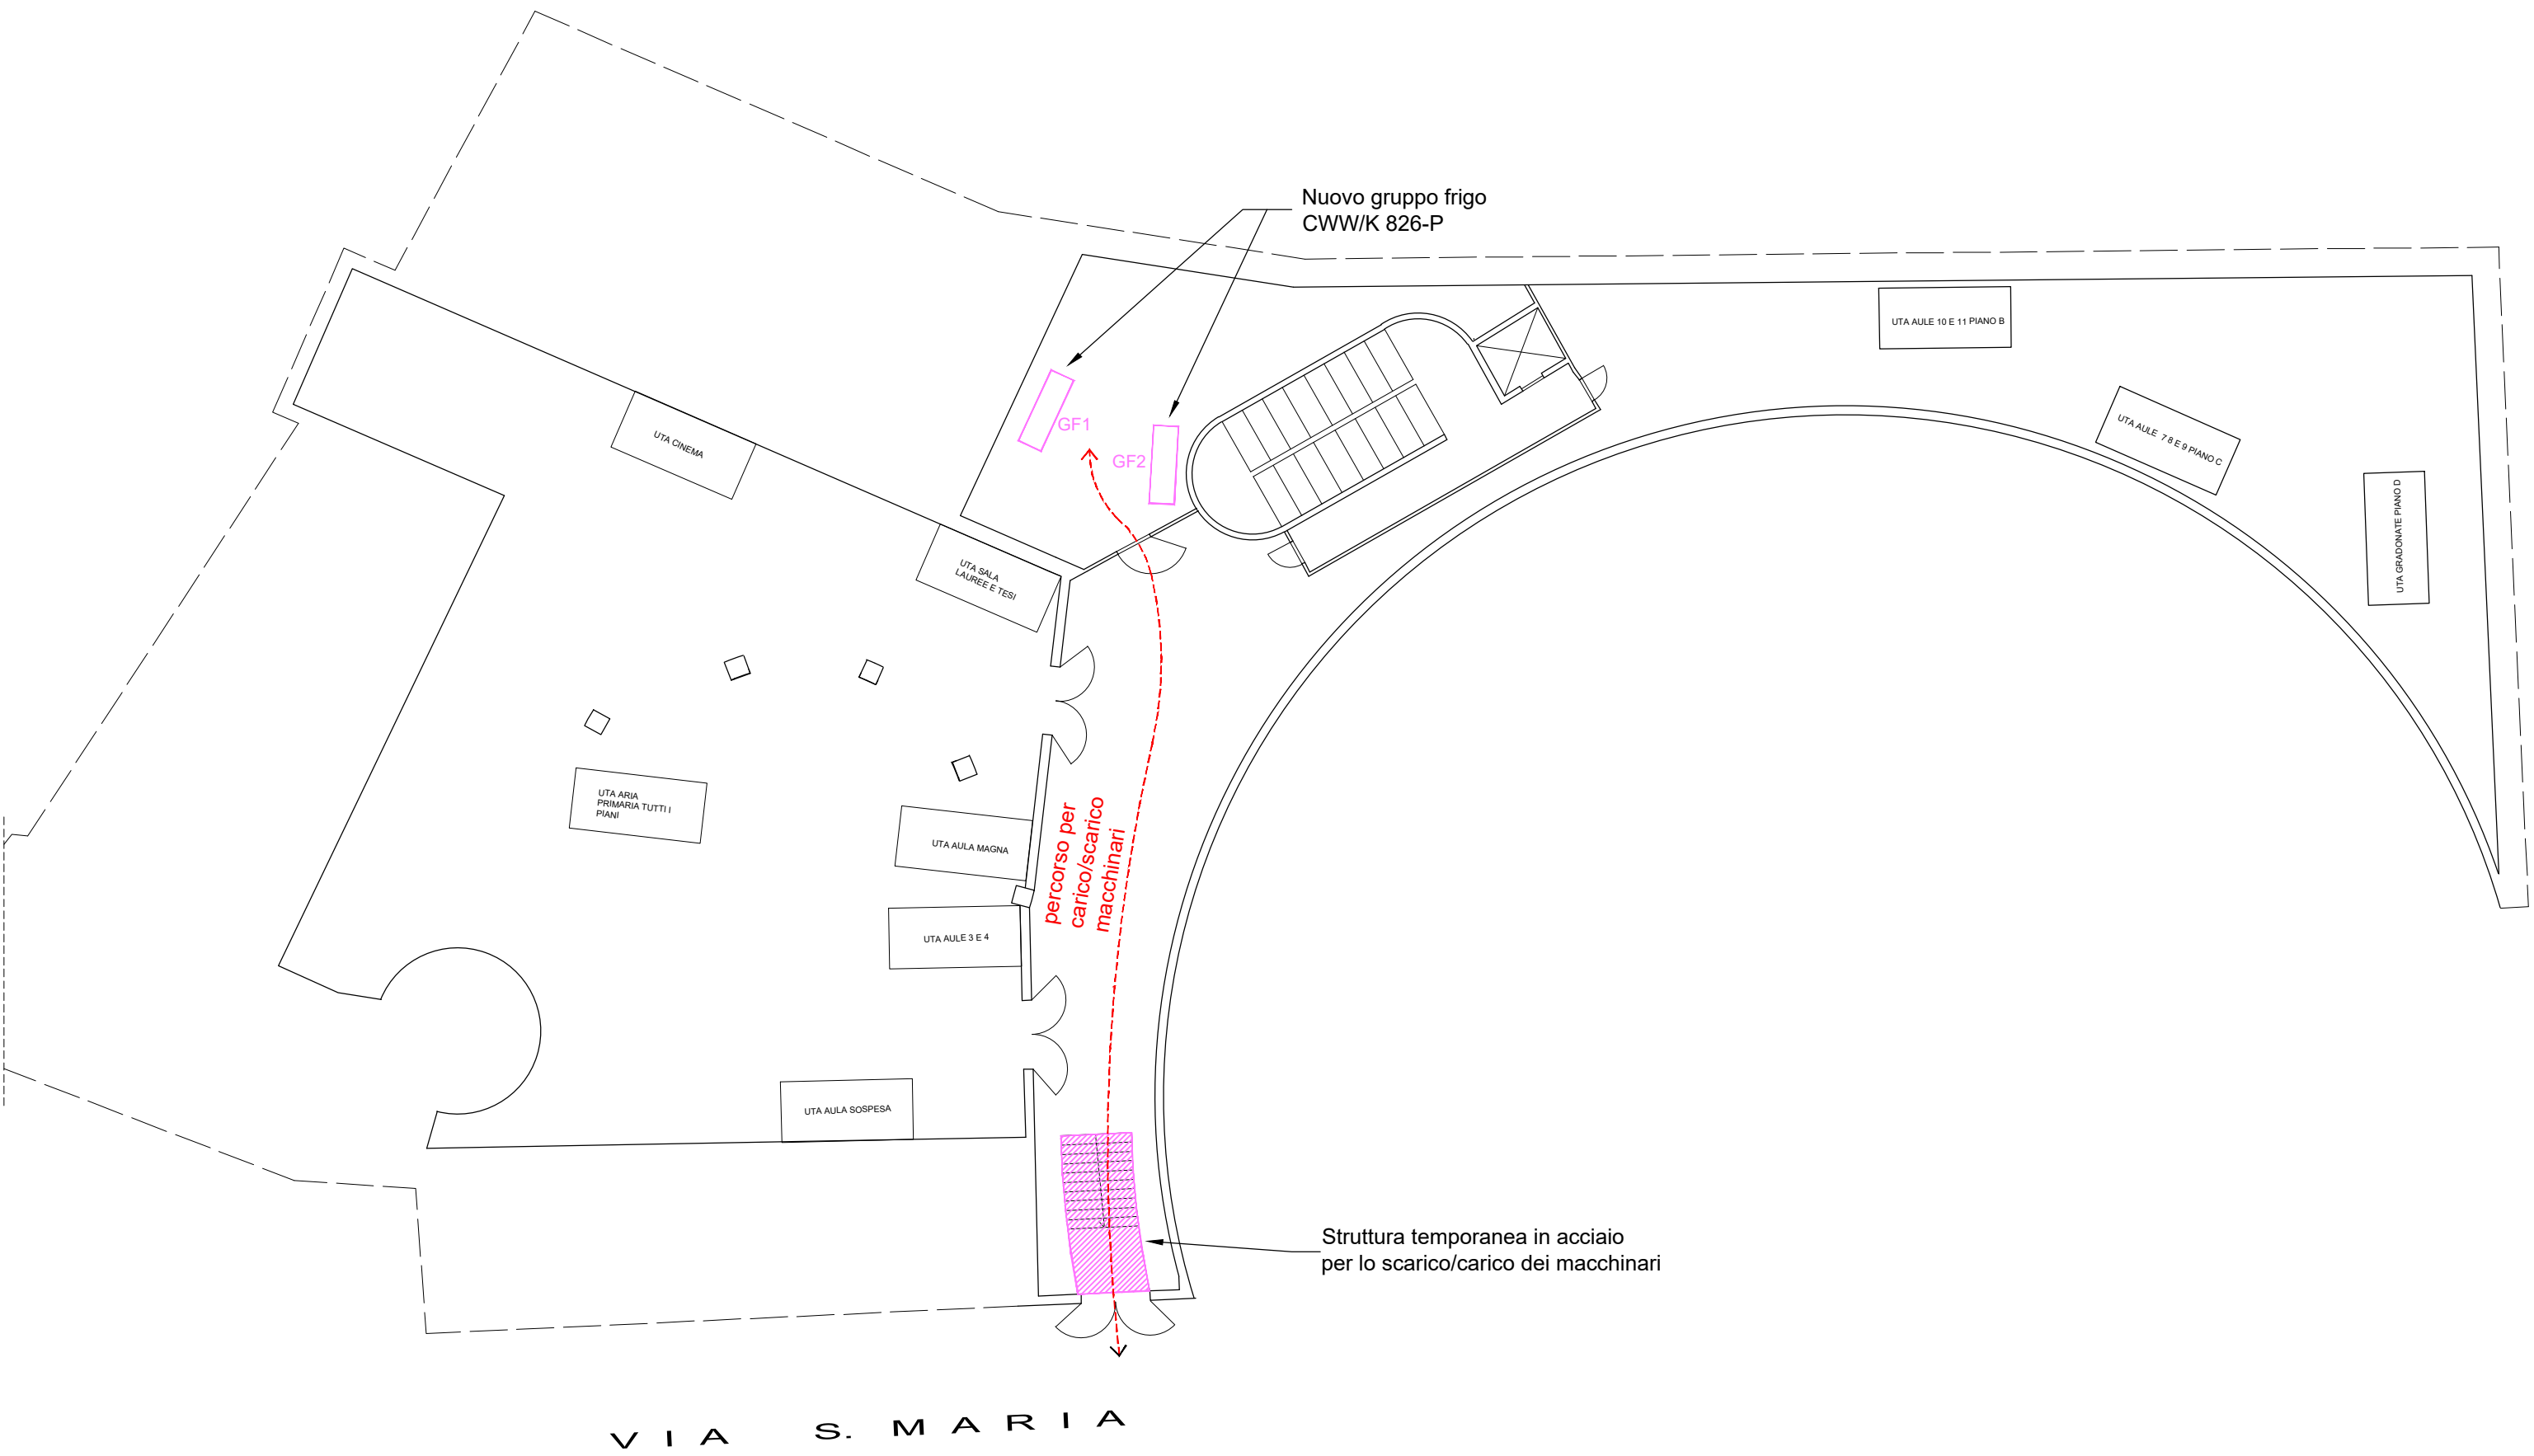 Nuovo gruppo frigo
CWW/K 826-P
UTA AULE 10 E 11 PIANO B
GF1
GF2
UTA CINEMA
UTA AULE 7 8 E 9 PIANO C
UTA GRADONATE PIANO D
UTA SALA
LAUREE E TESI
UTA ARIA
PRIMARIA TUTTI I
PIANI
UTA AULA MAGNA
percorso per
carico/scarico
macchinari
UTA AULE 3 E 4
UTA AULA SOSPESA
Struttura temporanea in acciaio
per lo scarico/carico dei macchinari
VIA S. MARIA